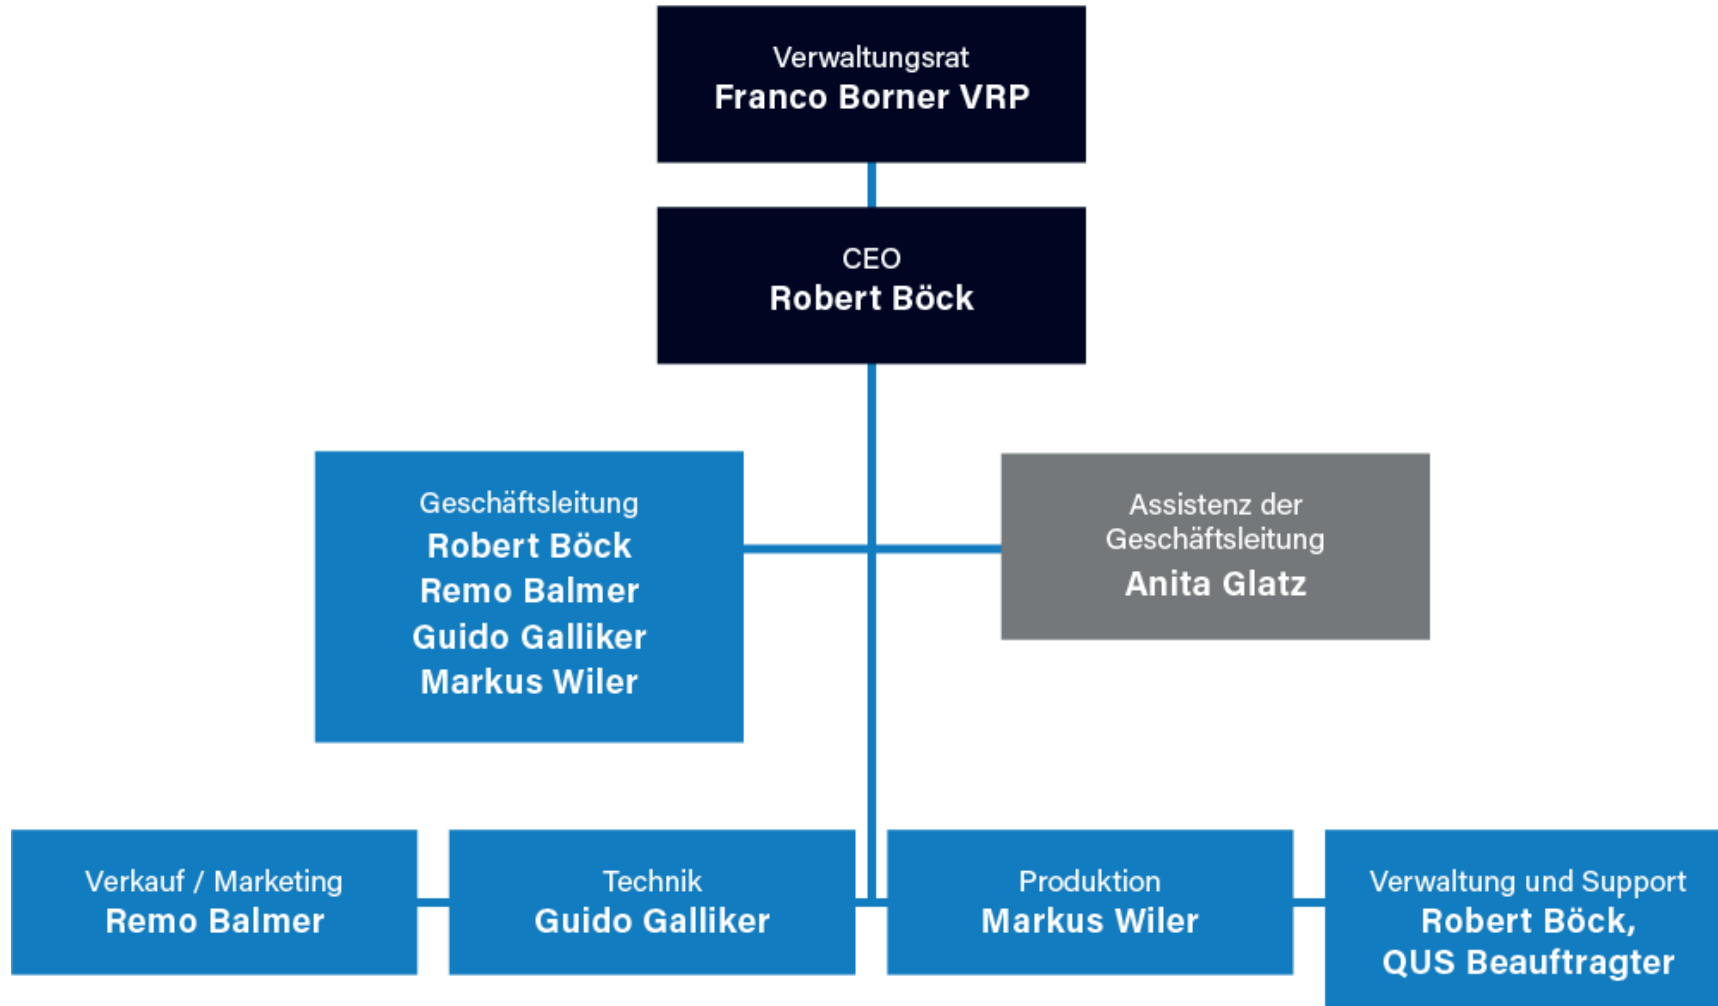 Verwaltungsrat
Franco Borner VRP
CEO
Robert Böck
Geschäftsleitung
Robert Böck
Remo Balmer
Guido Galliker
Markus Wiler
Assistenz der
Geschäftsleitung
Anita Glatz
Verkauf / Marketing
Remo Balmer
Technik
Guido Galliker
Produktion
Markus Wiler
Verwaltung und Support
Robert Böck,
QUS Beauftragter